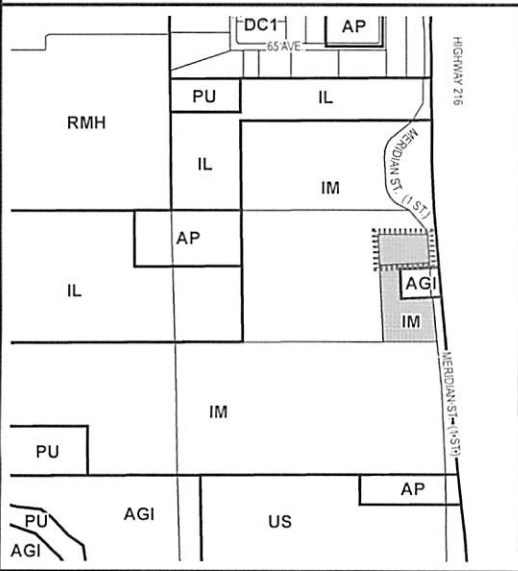 DC1
AP
65 AVE
HIGHWAY 216
PU
IL
RMH
MERIDIAN ST. (1 ST.)
IL
IM
AP
AGI
IL
IM
MERIDIAN ST (1 ST)
IM
PU
AP
PU
AGI
US
AGI